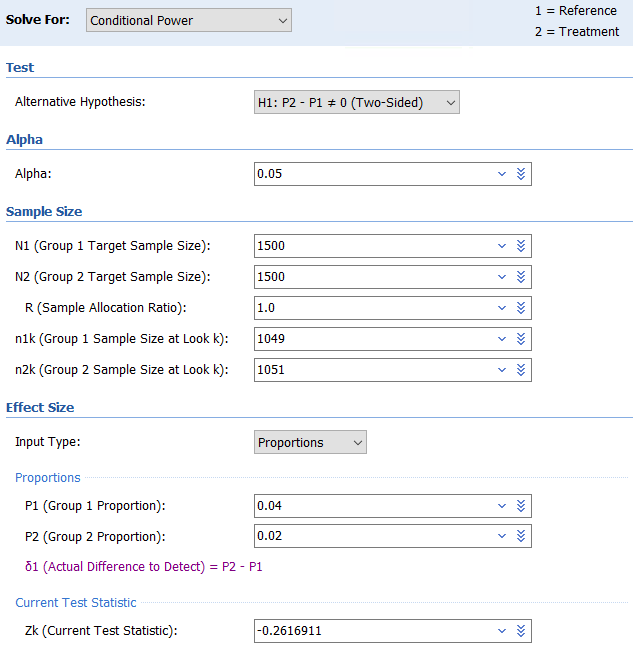 Solve For: Conditional Power 1 = Reference
2 = Treatment
Test
Alternative Hypothesis: H1: P2 - P1 ≠ 0 (Two-Sided)
Alpha
Alpha: 0.05
Sample Size
N1 (Group 1 Target Sample Size): 1500
N2 (Group 2 Target Sample Size): 1500
R (Sample Allocation Ratio): 1.0
n1k (Group 1 Sample Size at Look k): 1049
n2k (Group 2 Sample Size at Look k): 1051
Effect Size
Input Type: Proportions
Proportions
P1 (Group 1 Proportion): 0.04
P2 (Group 2 Proportion): 0.02
δ1 (Actual Difference to Detect) = P2 - P1
Current Test Statistic
Zk (Current Test Statistic): -0.2616911